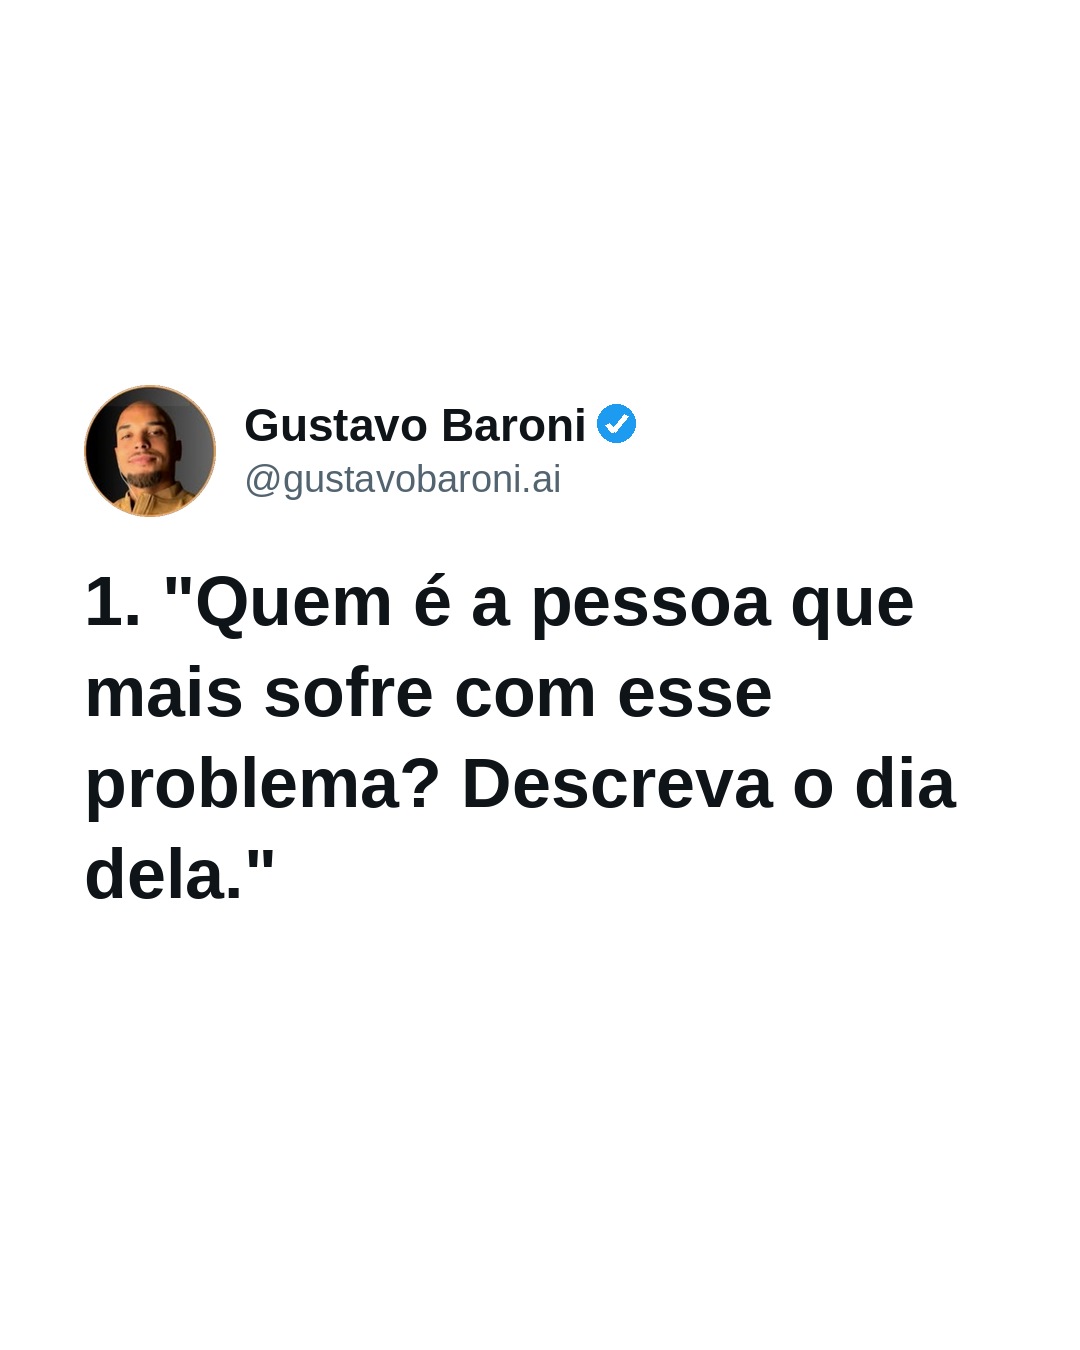 Gustavo Baroni
@gustavobaroni.ai
1. "Quem é a pessoa que
mais sofre com esse
problema? Descreva o dia
dela."